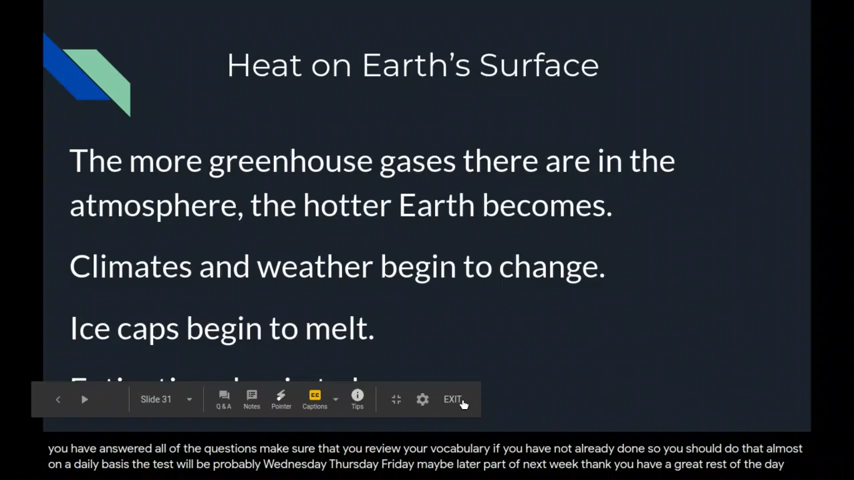 Heat on Earth's Surface
The more greenhouse gases there are in the
atmosphere, the hotter Earth becomes.
Climates and weather begin to change.
Ice caps begin to melt.
Slide 31
Q & A
Notes
Pointer
Captions
Tips
EXIT
you have answered all of the questions make sure that you review your vocabulary if you have not already done so you should do that almost
on a daily basis the test will be probably Wednesday Thursday Friday maybe later part of next week thank you have a great rest of the day